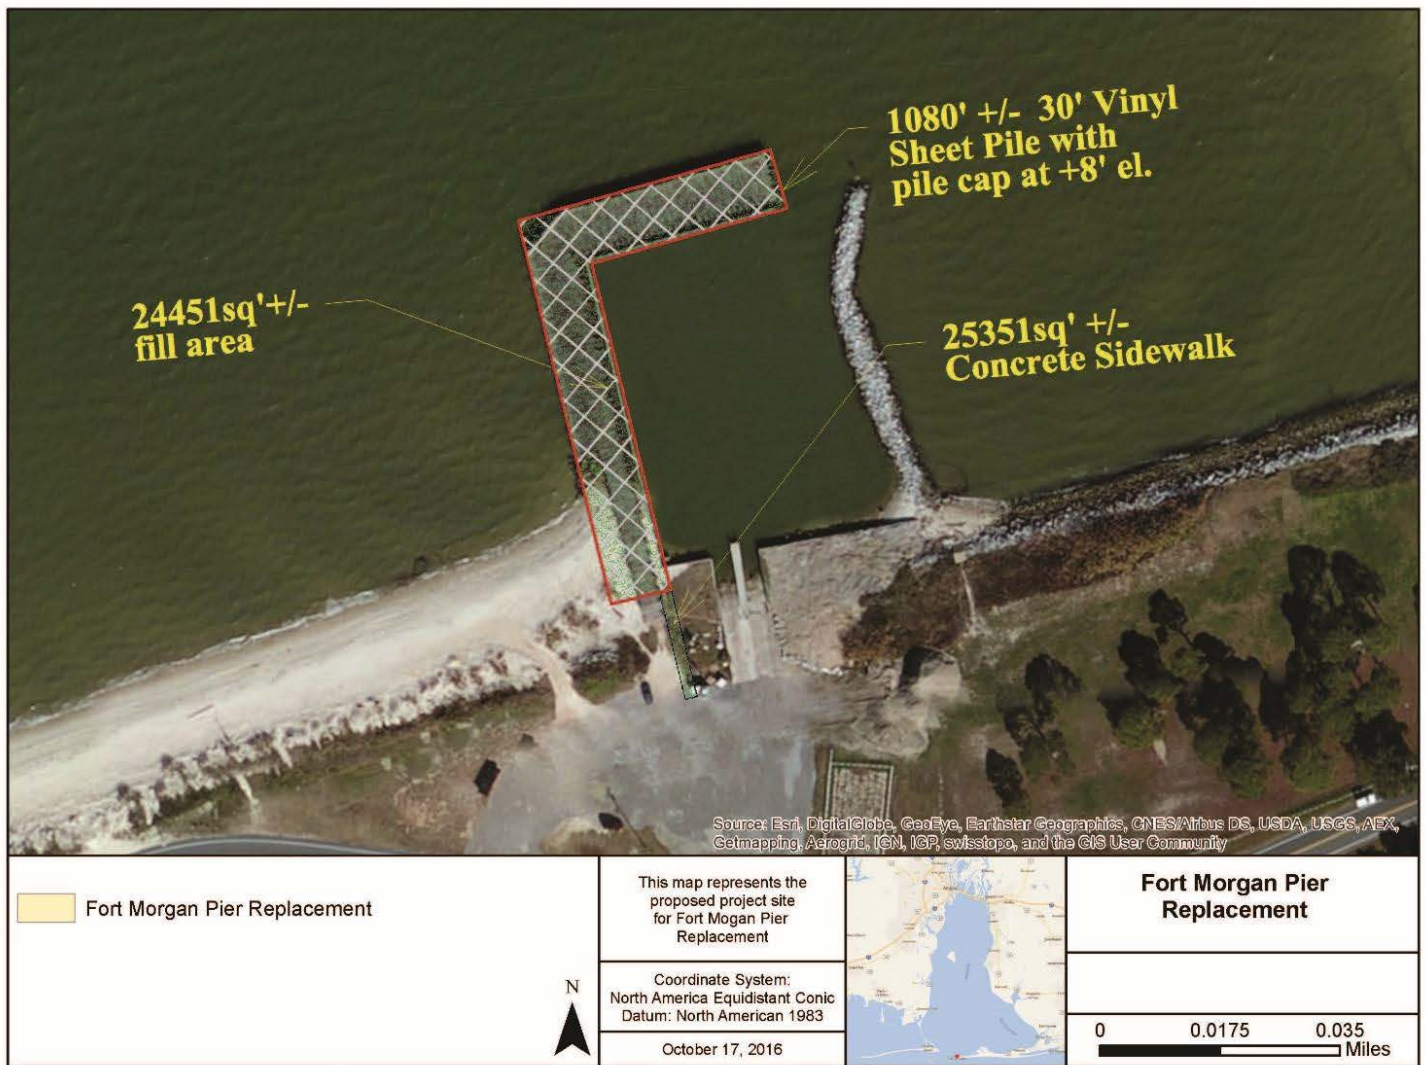 1080' +/- 30' Vinyl
Sheet Pile with
pile cap at +8' el.
24451sq'+/-
fill area
25351sq' +/-
Concrete Sidewalk
Source: Esri, DigitalGlobe, GeoEye, Earthstar Geographics, CNES/Airbus DS, USDA, USGS, AEX,
Getmapping, Aerogrid, IGN, IGP, swisstopo, and the GIS User Community
Fort Morgan Pier Replacement
N
This map represents the
proposed project site
for Fort Mogan Pier
Replacement
Coordinate System:
North America Equidistant Conic
Datum: North American 1983
October 17, 2016
Fort Morgan Pier
Replacement
0 0.0175 0.035
Miles